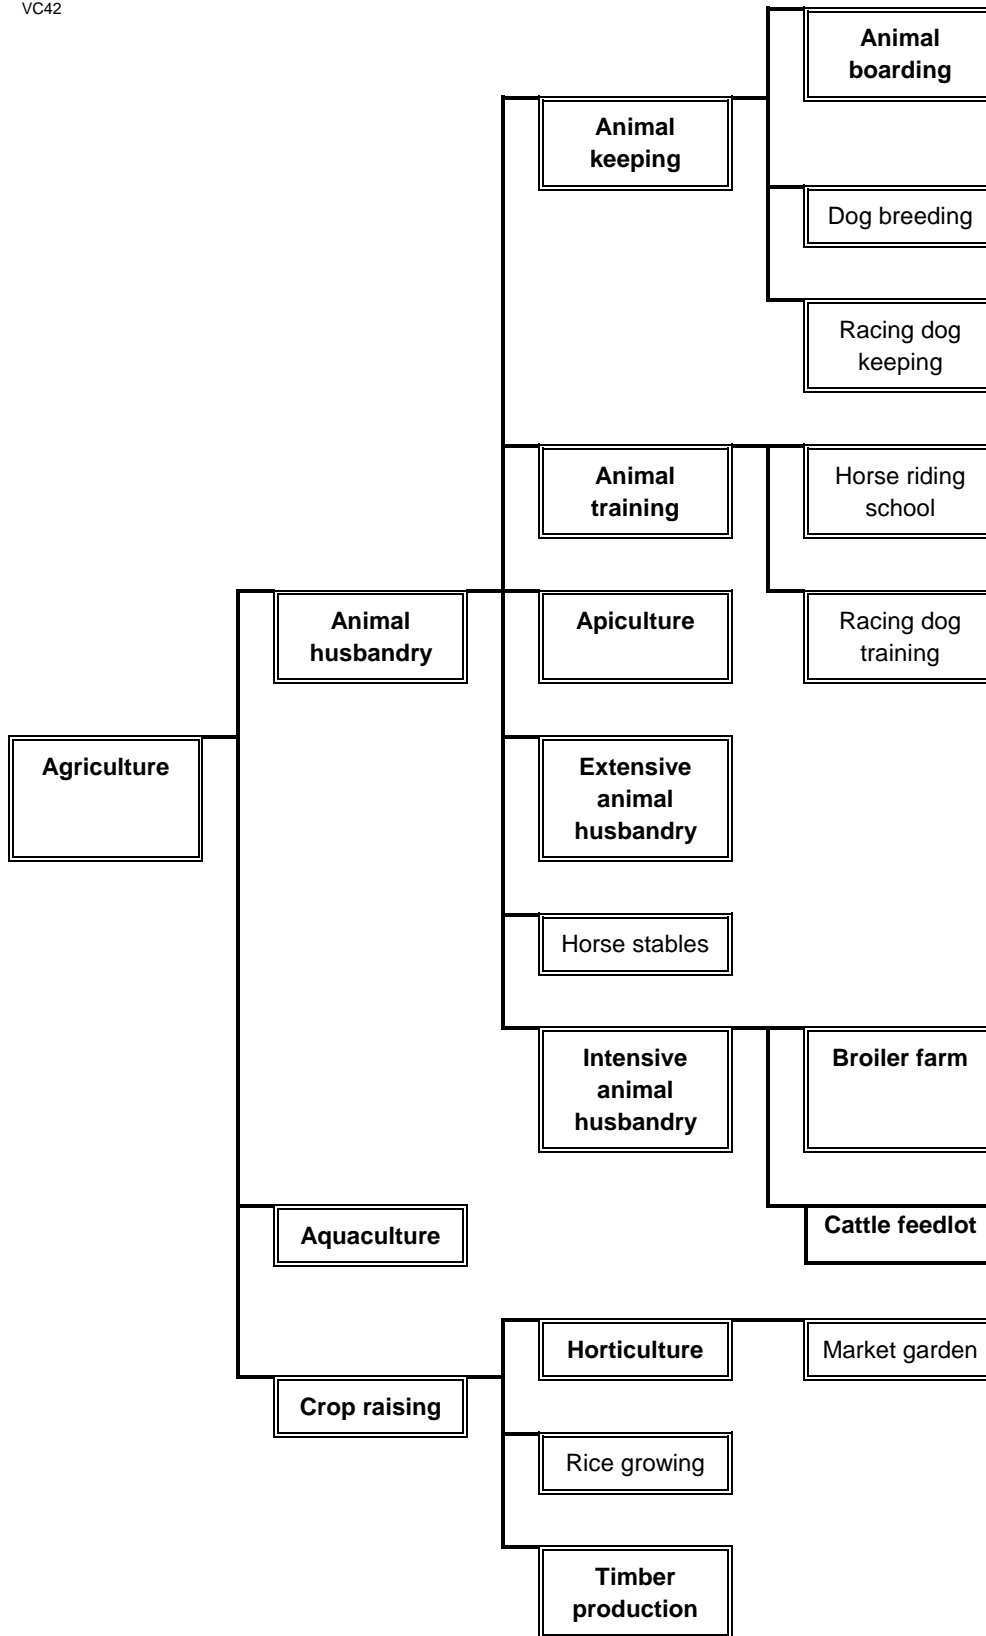 VC42
Animal
boarding
Animal
keeping
Dog breeding
Racing dog
keeping
Animal
training
Horse riding
school
Animal
husbandry
Apiculture
Racing dog
training
Agriculture
Extensive
animal
husbandry
Horse stables
Intensive
animal
husbandry
Broiler farm
Aquaculture
Cattle feedlot
Horticulture
Market garden
Crop raising
Rice growing
Timber
production